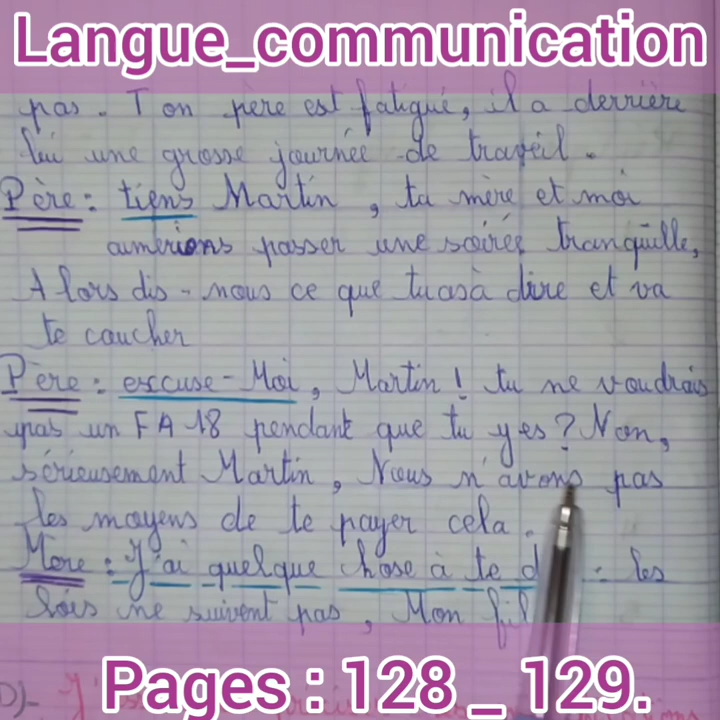 Langue_communication
pas. Ton père est fatigué, il a derrière
lui une grosse journée de travail.
Père : tiens Martin, ta mère et moi
aimerions passer une soirée tranquille,
Alors dis-nous ce que tu as à dire et va
te coucher
Père : excuse-Moi, Martin ! tu ne voudrais
pas un FA 18 pendant que tu yes ? Non,
sérieusement Martin, Nous n'avons pas
les moyens de te payer cela.
Mère : J'ai quelque chose à te d : les
ne suivent pas, Mon fil
Pages : 128 _ 129.
D)-